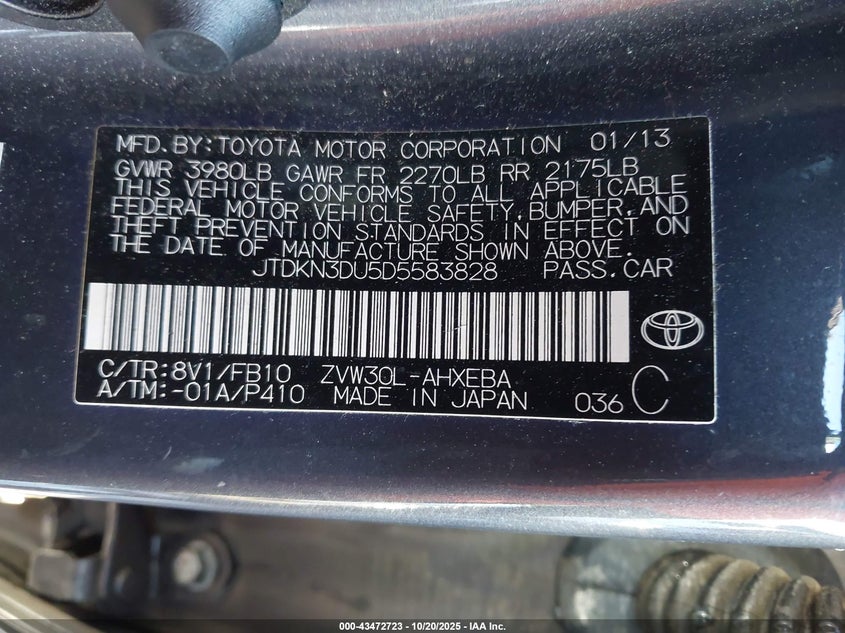 MFD.BY:TOYOTA MOTOR CORPORATION 01/13
GVWR 3980LB GAWR FR 2270LB RR 2175LB
THIS VEHICLE CONFORMS TO ALL APPLICABLE
FEDERAL MOTOR VEHICLE SAFETY,BUMPER,AND
THEFT PREVENTION STANDARDS IN EFFECT ON
THE DATE OF MANUFACTURE SHOWN ABOVE.
JTDKN3DU5D5583828 PASS.CAR
C/TR:8V1/FB10 ZVW30L-AHXEBA
A/TM:-01A/P410 MADE IN JAPAN 036 C
000-43472723 | 10/20/2025 – IAA Inc.